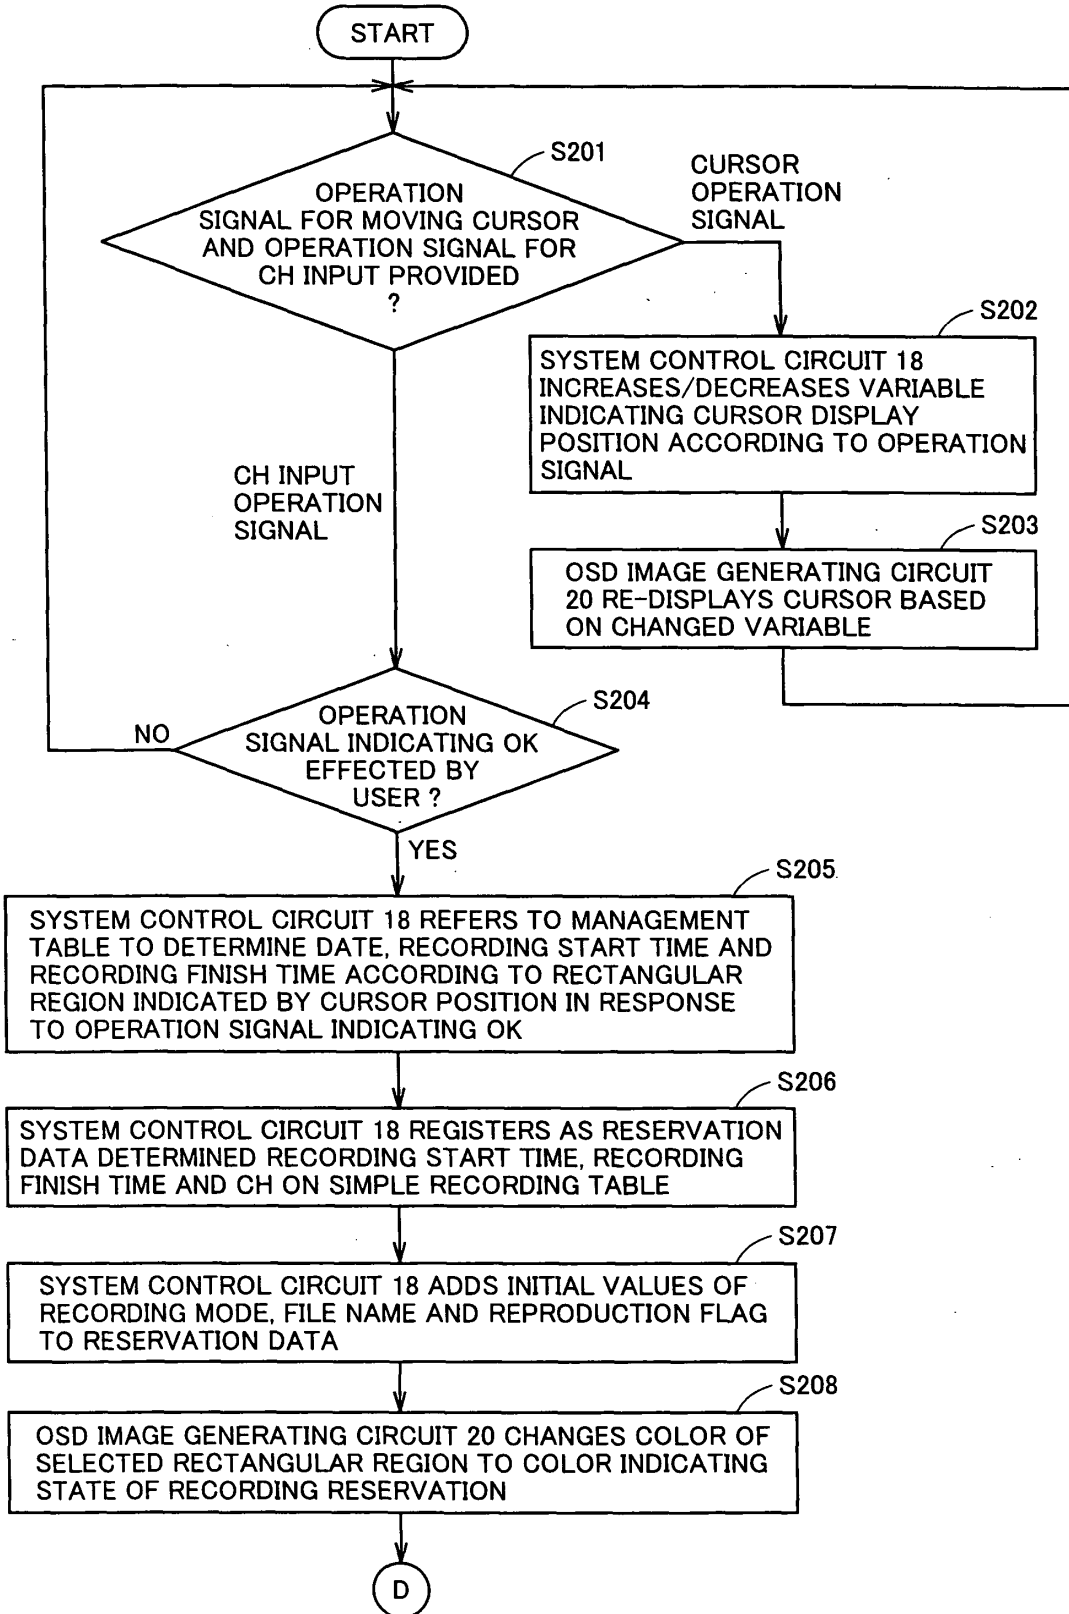 START
S201
OPERATION
SIGNAL FOR MOVING CURSOR
AND OPERATION SIGNAL FOR
CH INPUT PROVIDED
?
CURSOR
OPERATION
SIGNAL
S202
SYSTEM CONTROL CIRCUIT 18
INCREASES/DECREASES VARIABLE
INDICATING CURSOR DISPLAY
POSITION ACCORDING TO OPERATION
SIGNAL
CH INPUT
OPERATION
SIGNAL
S203
OSD IMAGE GENERATING CIRCUIT
20 RE-DISPLAYS CURSOR BASED
ON CHANGED VARIABLE
S204
OPERATION
SIGNAL INDICATING OK
EFFECTED BY
USER ?
NO
YES
S205
SYSTEM CONTROL CIRCUIT 18 REFERS TO MANAGEMENT
TABLE TO DETERMINE DATE, RECORDING START TIME AND
RECORDING FINISH TIME ACCORDING TO RECTANGULAR
REGION INDICATED BY CURSOR POSITION IN RESPONSE
TO OPERATION SIGNAL INDICATING OK
S206
SYSTEM CONTROL CIRCUIT 18 REGISTERS AS RESERVATION
DATA DETERMINED RECORDING START TIME, RECORDING
FINISH TIME AND CH ON SIMPLE RECORDING TABLE
S207
SYSTEM CONTROL CIRCUIT 18 ADDS INITIAL VALUES OF
RECORDING MODE, FILE NAME AND REPRODUCTION FLAG
TO RESERVATION DATA
S208
OSD IMAGE GENERATING CIRCUIT 20 CHANGES COLOR OF
SELECTED RECTANGULAR REGION TO COLOR INDICATING
STATE OF RECORDING RESERVATION
D